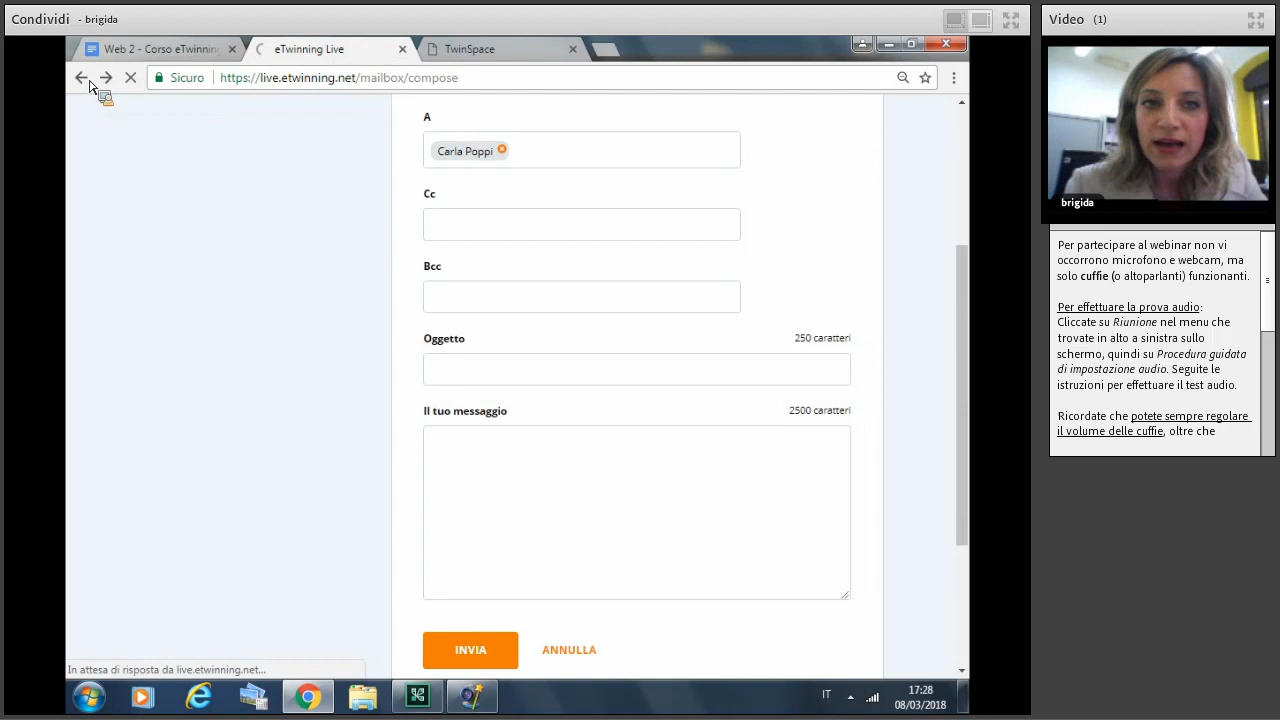 Condividi - brigida
Web 2 - Corso eTwinning
eTwinning Live
TwinSpace
Sicuro
https://live.etwinning.net/mailbox/compose
A
Carla Poppi
Cc
Bcc
Oggetto
250 caratteri
Il tuo messaggio
2500 caratteri
INVIA
ANNULLA
In attesa di risposta da live.etwinning.net...
IT
17:28
08/03/2018
Video (1)
brigida
Per partecipare al webinar non vi
occorrono microfono e webcam, ma
solo cuffie (o altoparlanti) funzionanti.
Per effettuare la prova audio:
Cliccate su Riunione nel menu che
trovate in alto a sinistra sullo
schermo, quindi su Procedura guidata
di impostazione audio. Seguite le
istruzioni per effettuare il test audio.
Ricordate che potete sempre regolare
il volume delle cuffie, oltre che